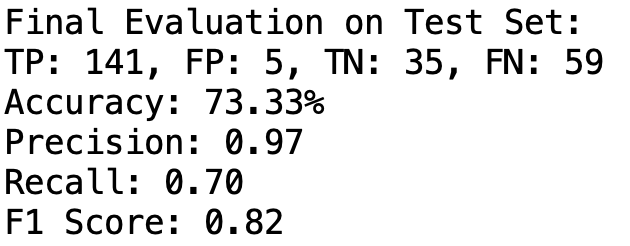 Final Evaluation on Test Set:
TP: 141, FP: 5, TN: 35, FN: 59
Accuracy: 73.33%
Precision: 0.97
Recall: 0.70
F1 Score: 0.82